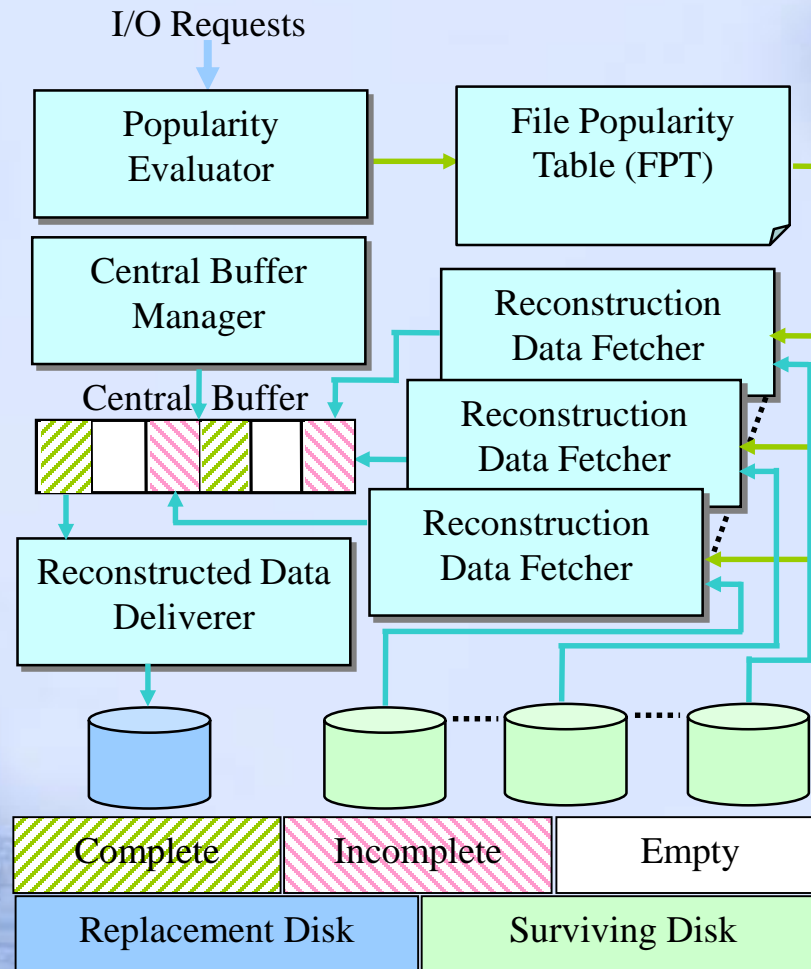 I/O Requests
Popularity
Evaluator
File Popularity
Table (FPT)
Central Buffer
Manager
Reconstruction
Data Fetcher
Central Buffer
Reconstruction
Data Fetcher
Reconstruction
Data Fetcher
Reconstructed Data
Deliverer
Complete
Incomplete
Empty
Replacement Disk
Surviving Disk